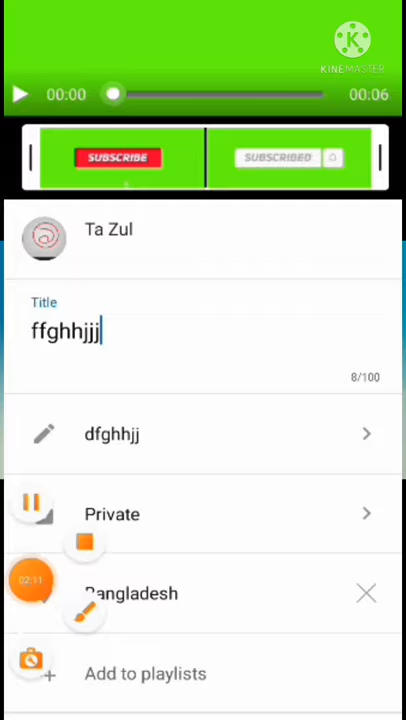 KINEMASTER
00:00
00:06
SUBSCRIBE
SUBSCRIBED
Ta Zul
Title
ffghhjjj
8/100
dfghhjj
Private
02:11
Bangladesh
Add to playlists